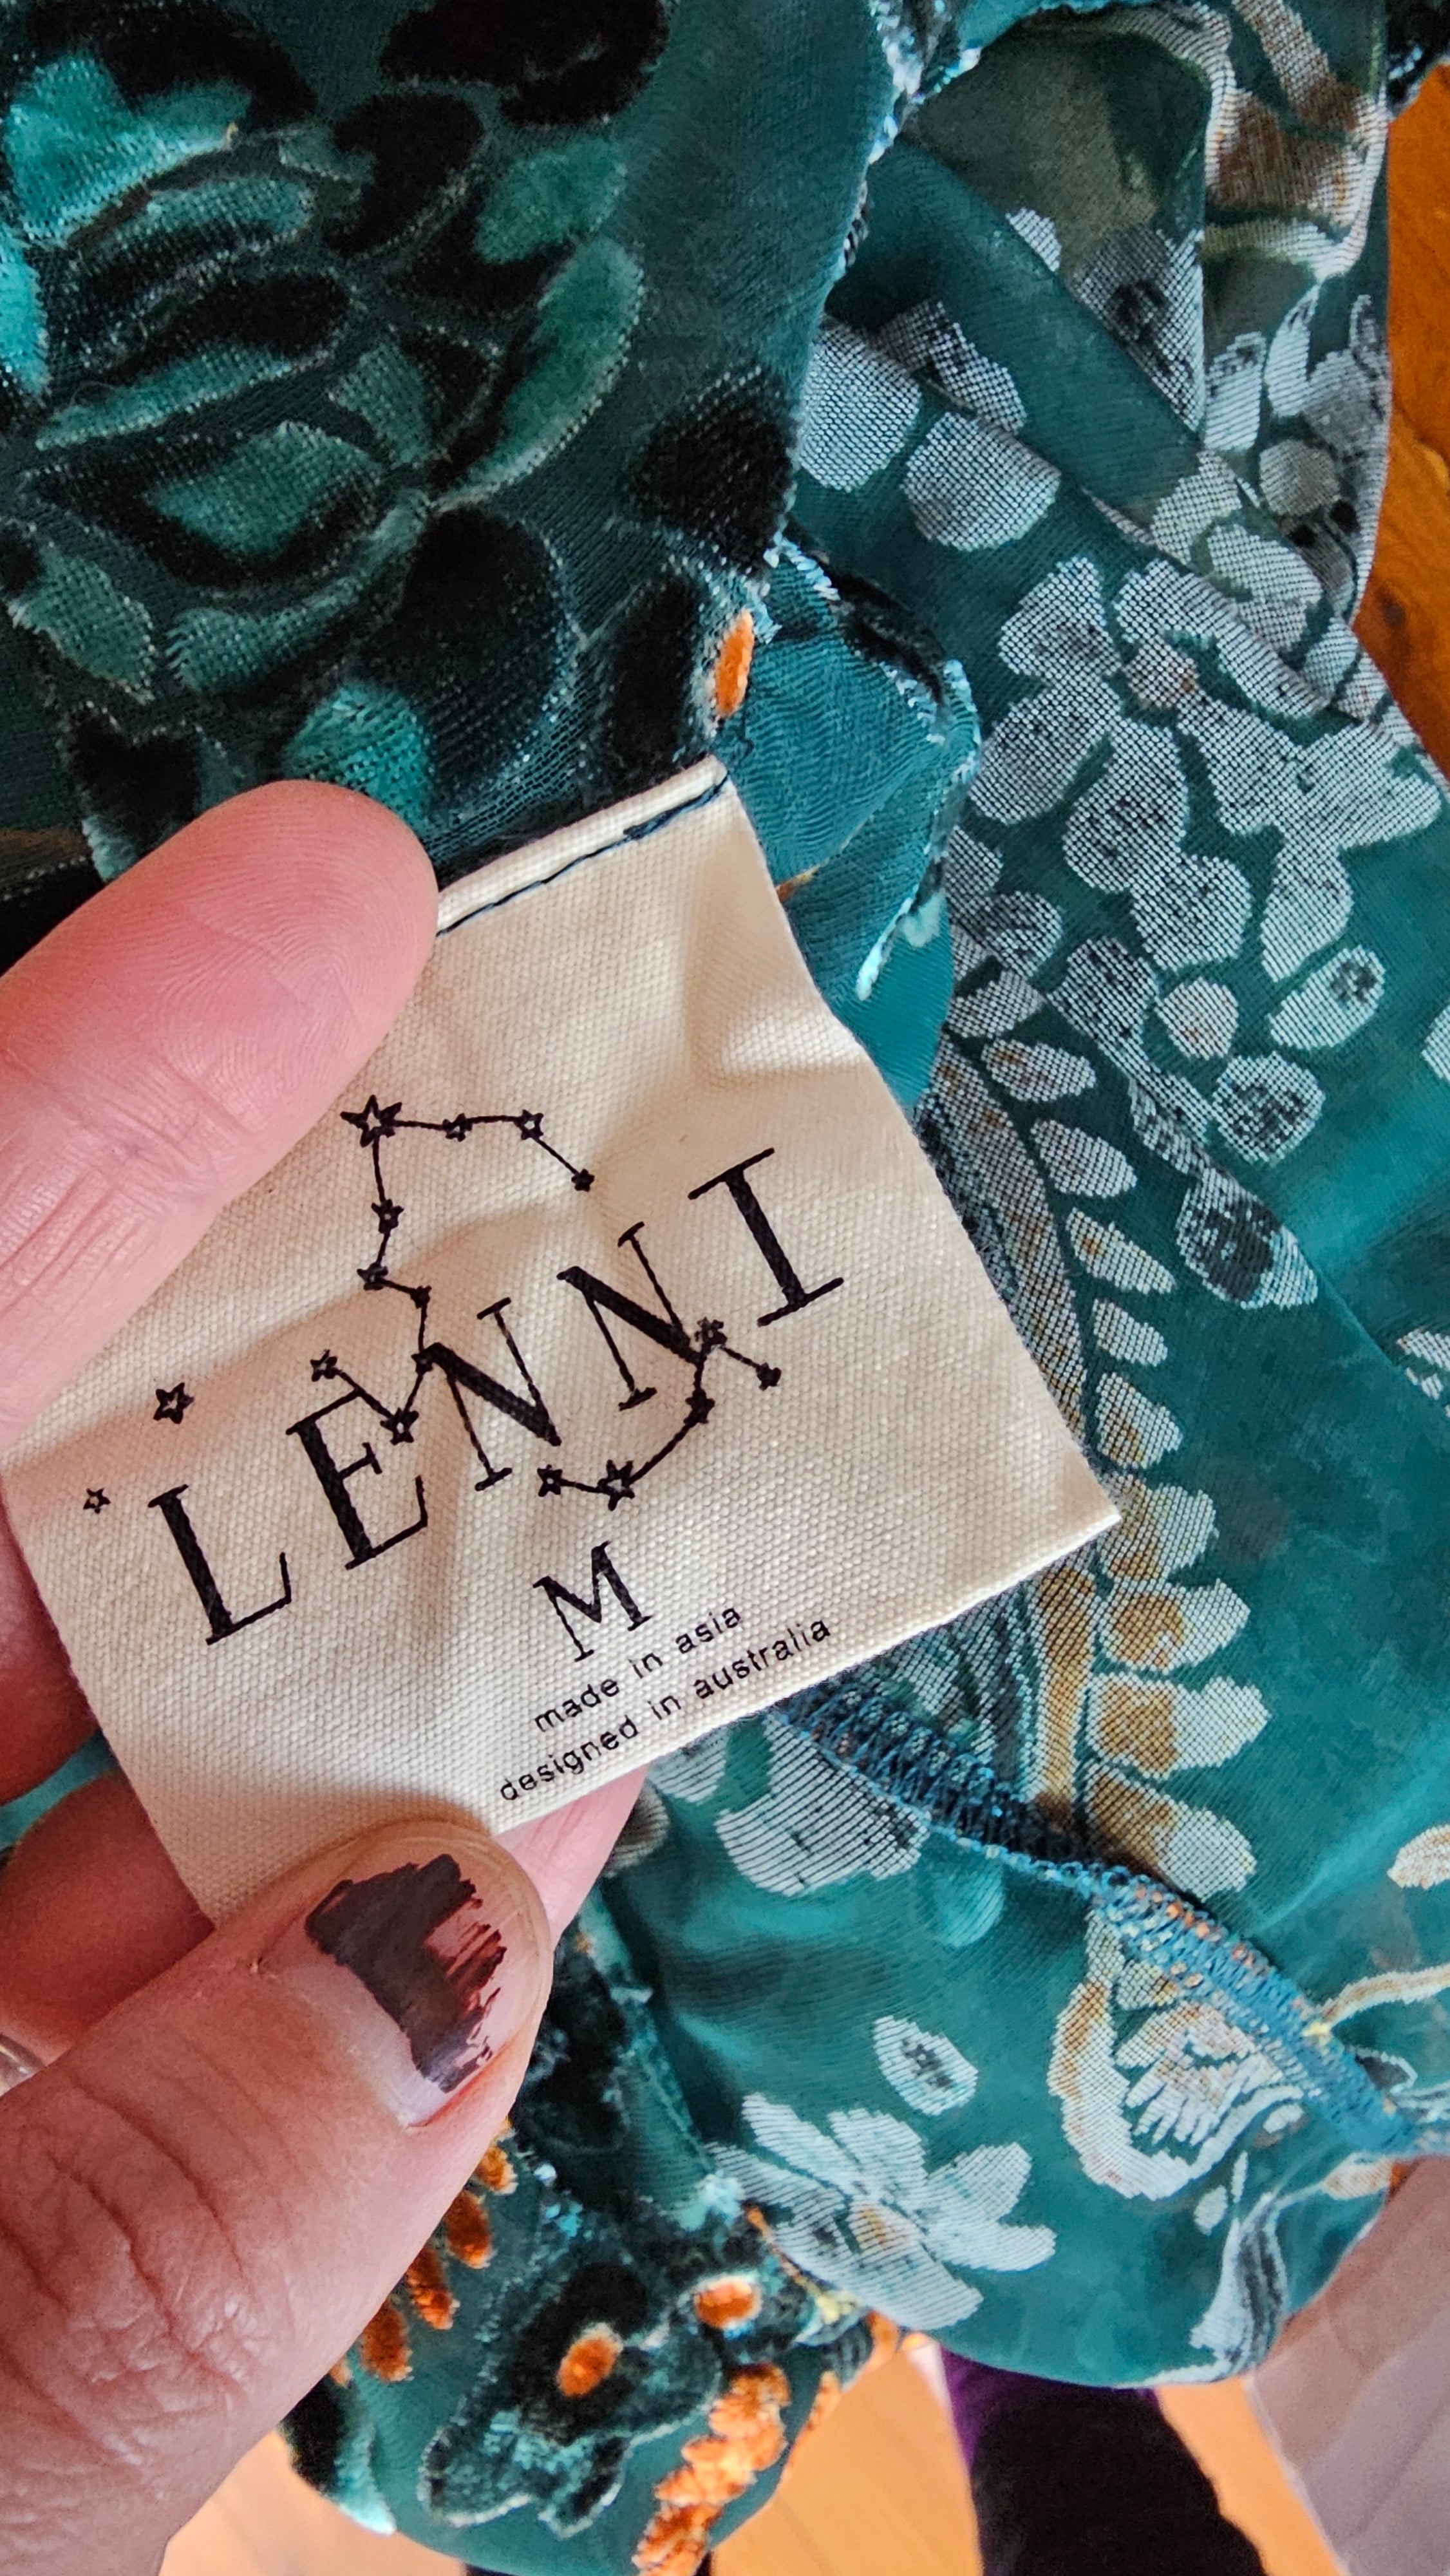 LENNI
M
made in asia
designed in australia